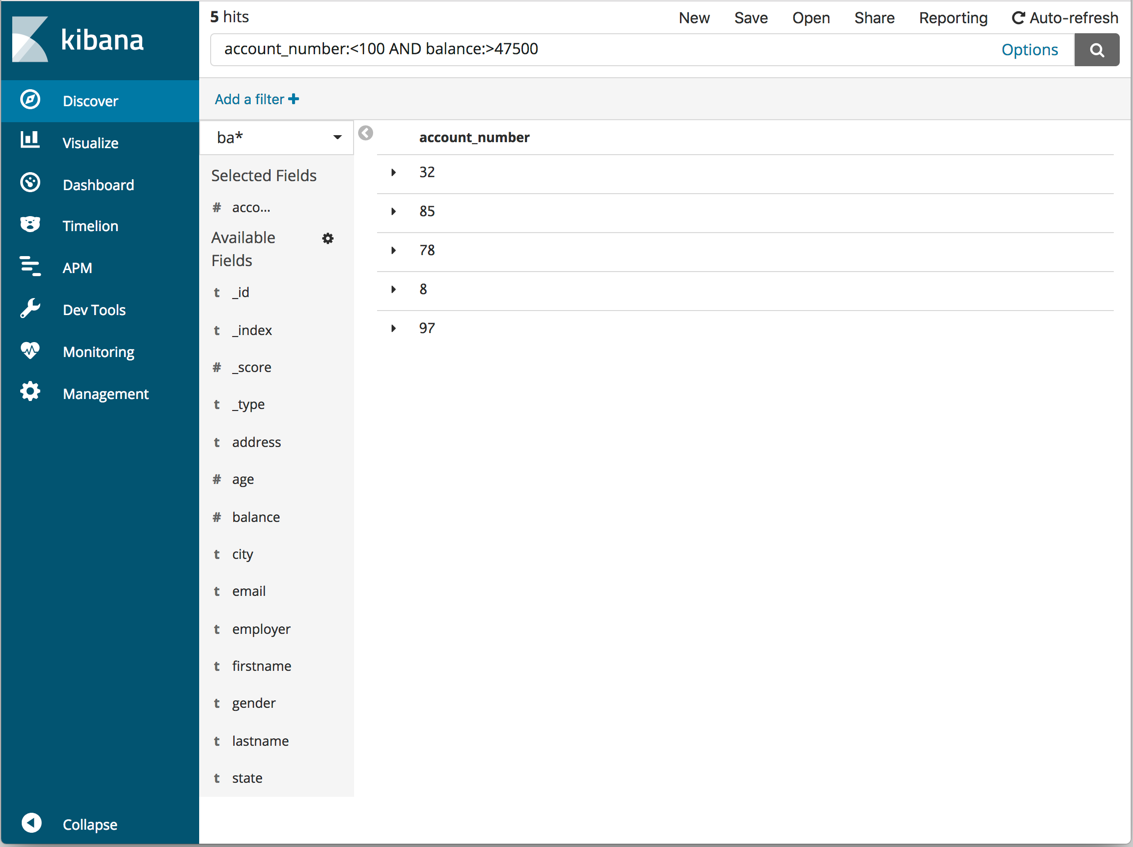 kibana
Discover
Visualize
Dashboard
Timelion
APM
Dev Tools
Monitoring
Management
Collapse
5 hits
New Save Open Share Reporting Auto-refresh
account_number:<100 AND balance:>47500 Options
Add a filter +
ba*
Selected Fields
# acco...
Available
Fields
t _id
t _index
# _score
t _type
t address
# age
# balance
t city
t email
t employer
t firstname
t gender
t lastname
t state
account_number
32
85
78
8
97